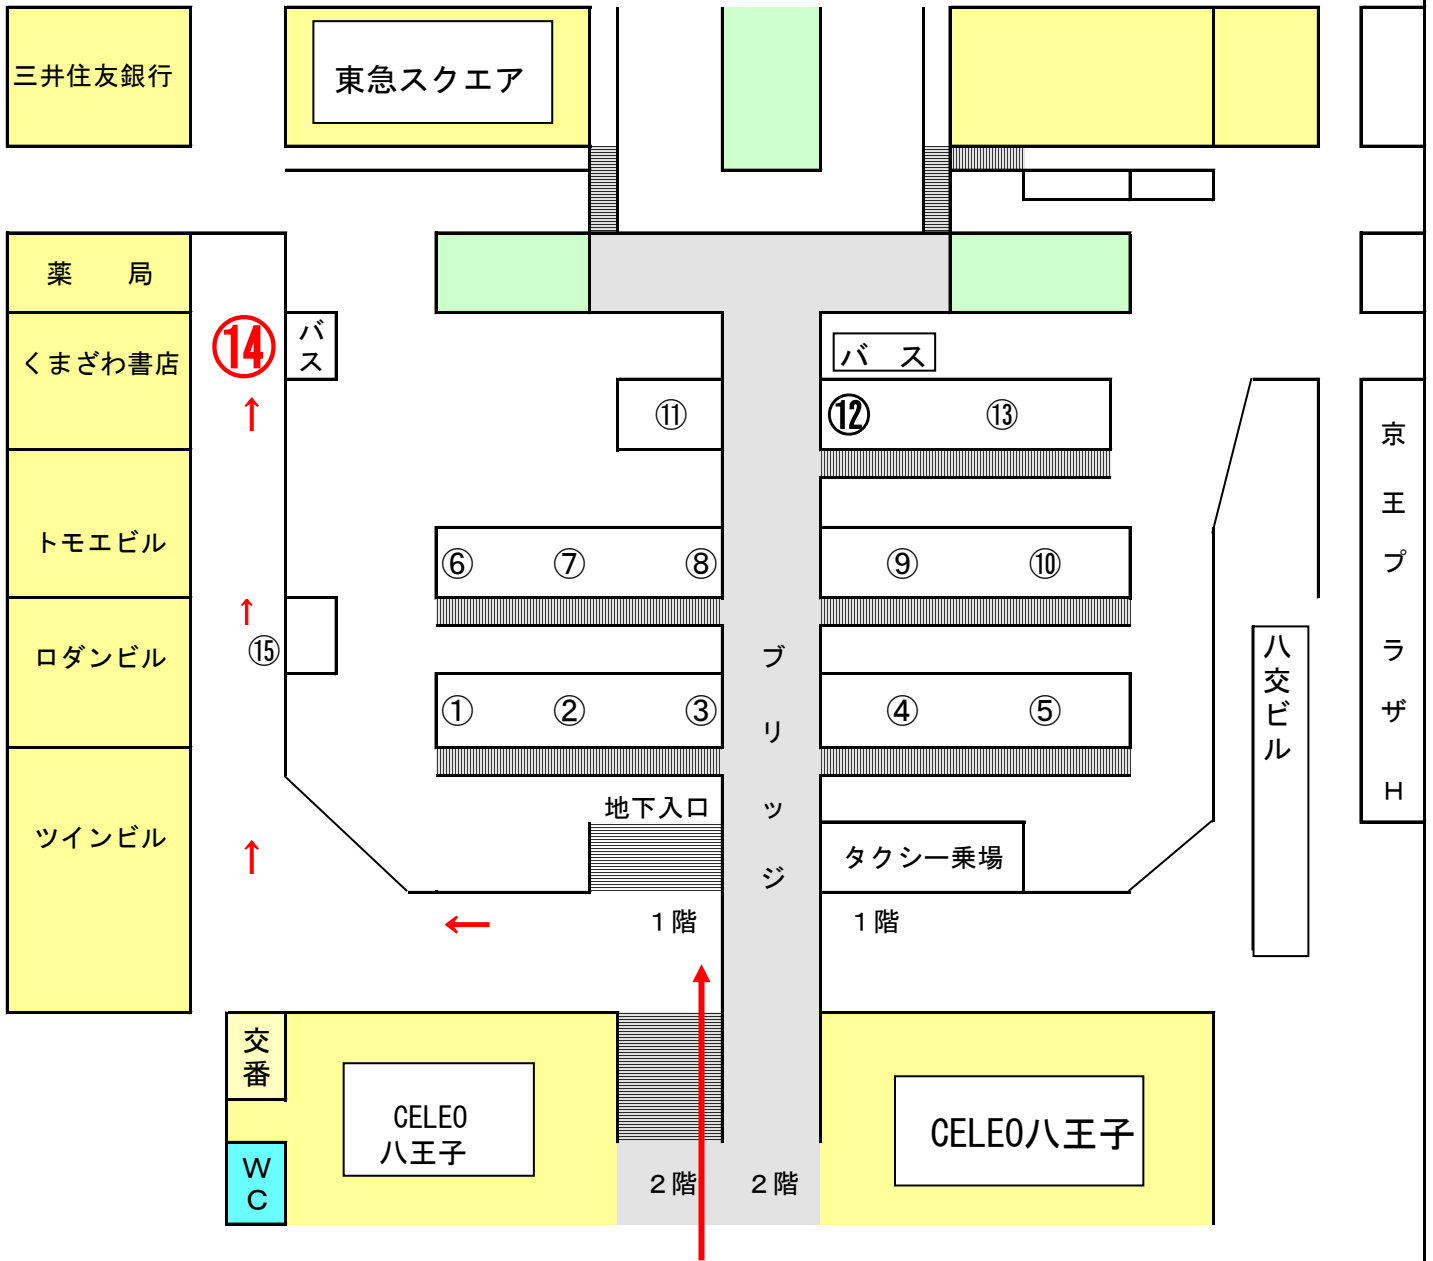 三井住友銀行
東急スクエア
薬　局
くまざわ書店
⑭
バス
バ　ス
⑪
⑫
⑬
京王プラザH
トモエビル
⑥
⑦
⑧
⑨
⑩
ロダンビル
⑮
ブリッジ
八交ビル
①
②
③
④
⑤
ツインビル
地下入口
タクシー乗場
１階
１階
交番
CELEO
八王子
CELEO八王子
WC
２階
２階